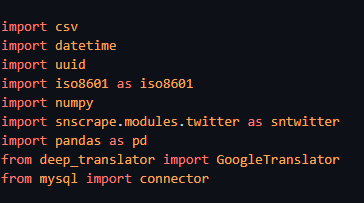 import csv
import datetime
import uuid
import iso8601 as iso8601
import numpy
import snscrape.modules.twitter as sntwitter
import pandas as pd
from deep_translator import GoogleTranslator
from mysql import connector